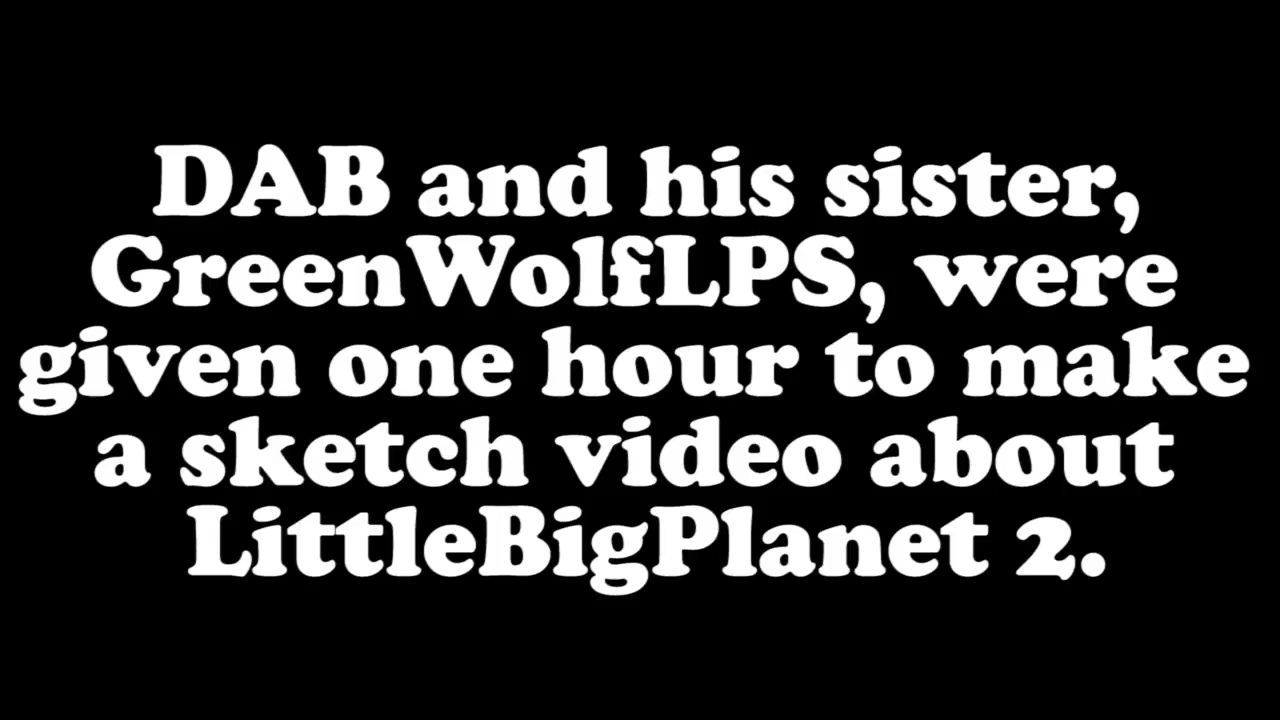 DAB and his sister,
GreenWolfLPS, were
given one hour to make
a sketch video about
LittleBigPlanet 2.